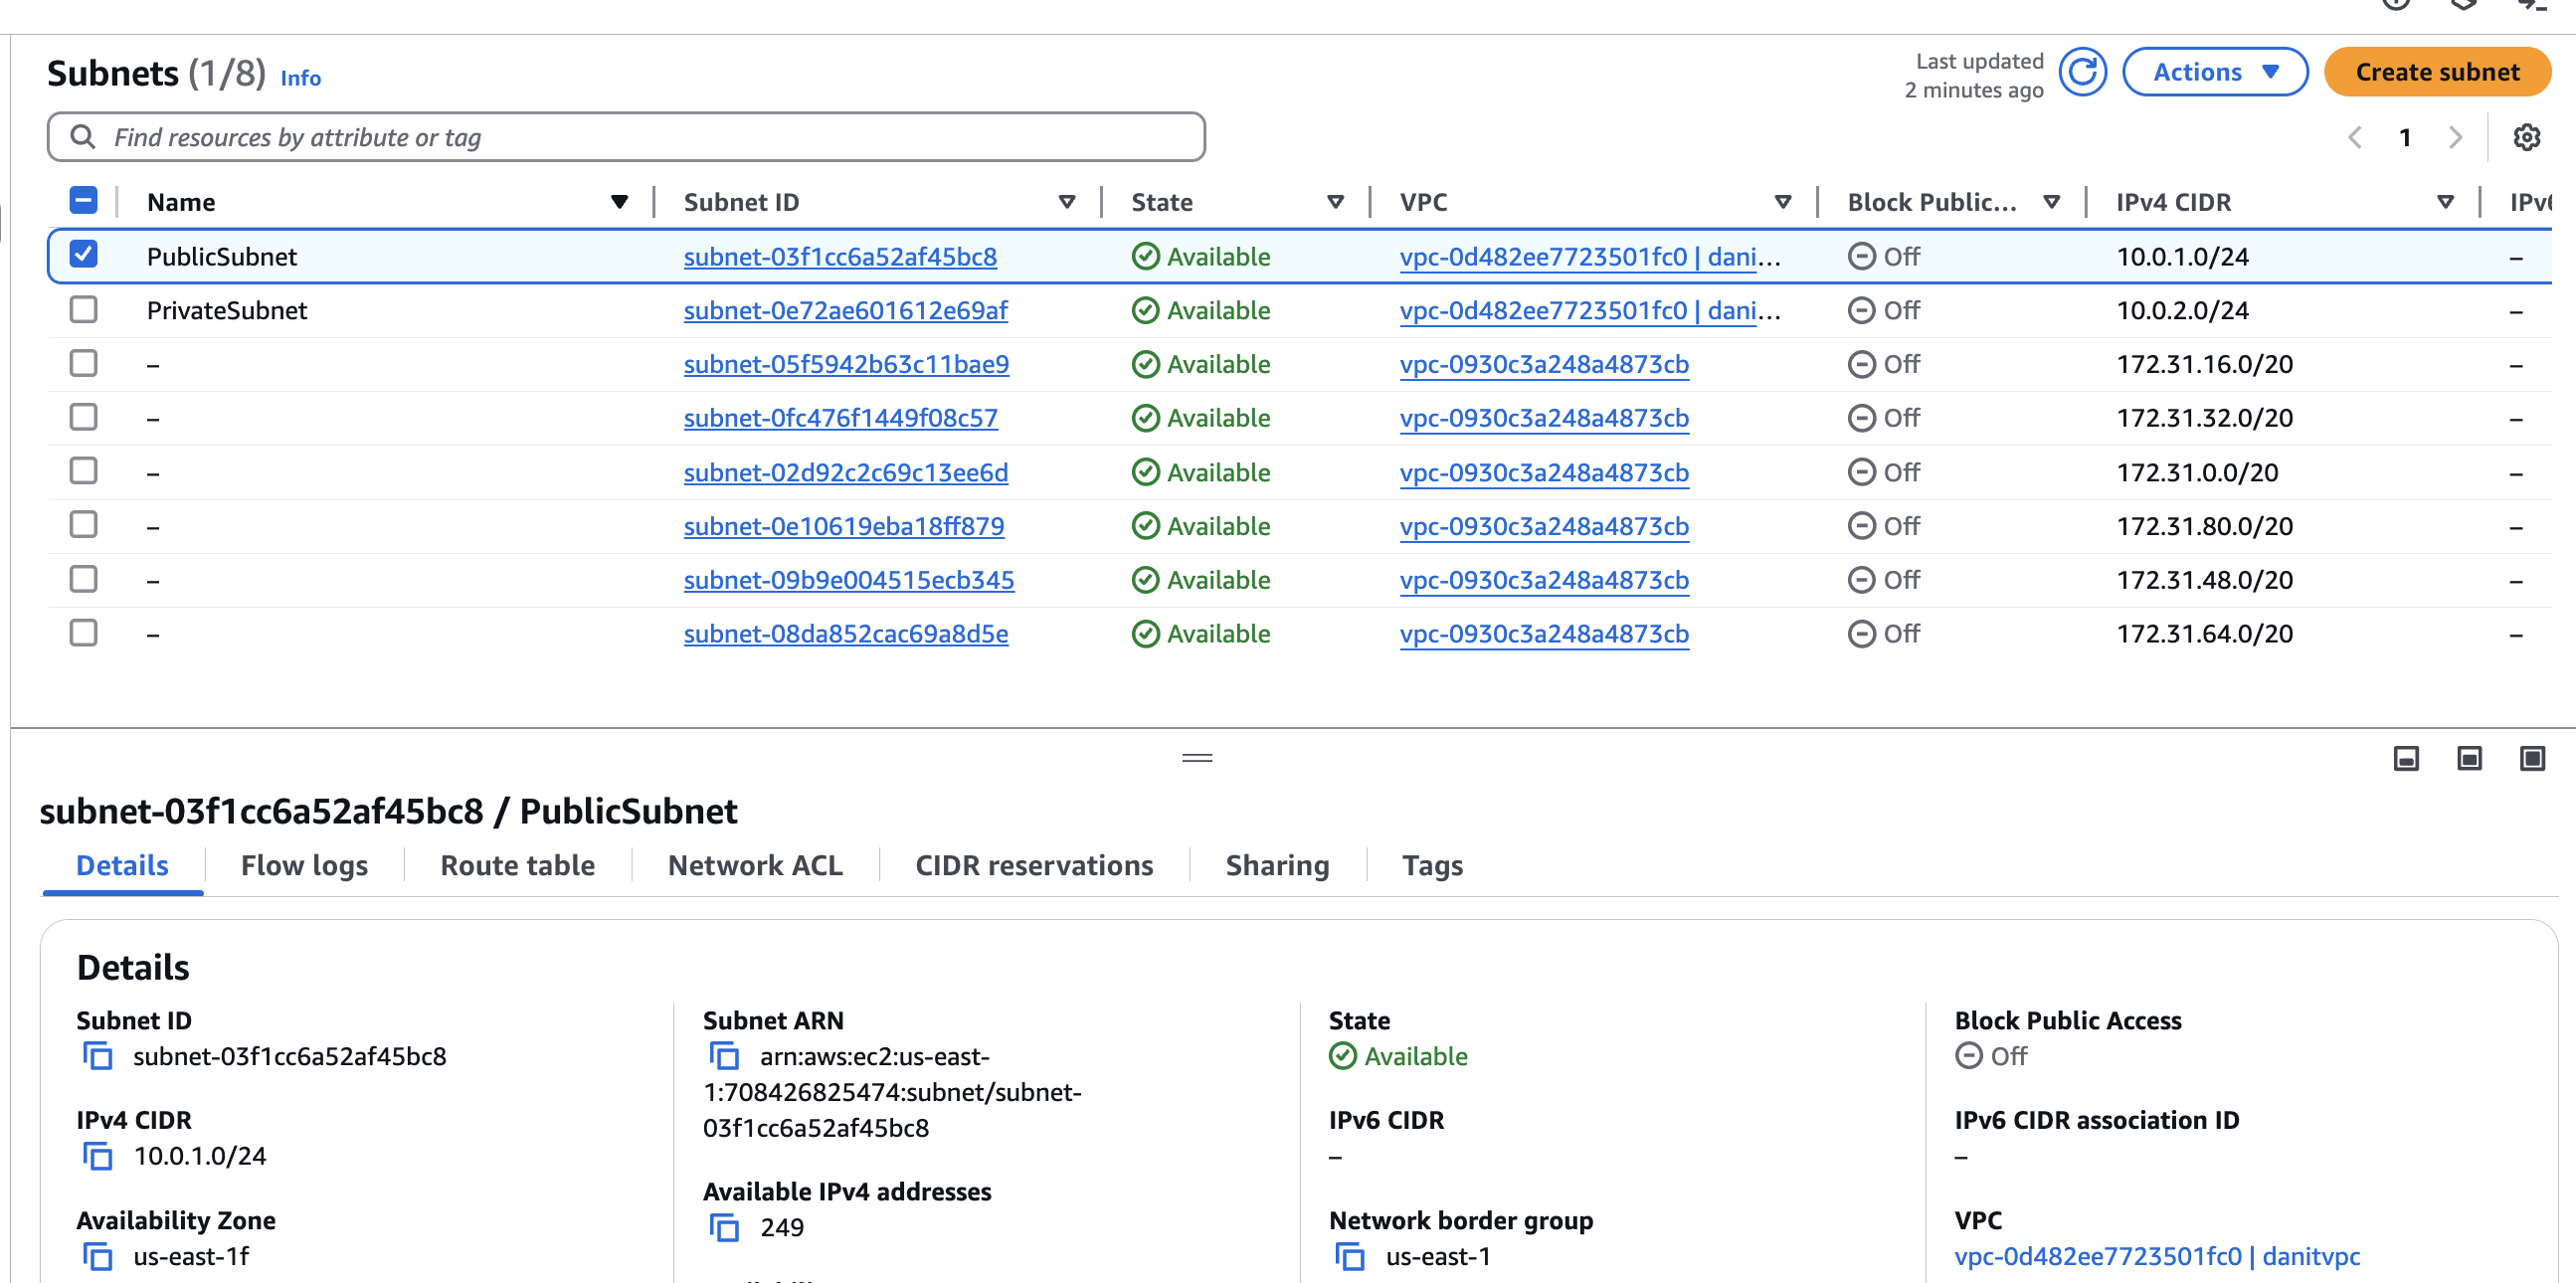 Subnets (1/8) Info
Last updated
2 minutes ago
Actions
Create subnet
Find resources by attribute or tag
1
Name Subnet ID State VPC Block Public... IPv4 CIDR IPv6
PublicSubnet subnet-03f1cc6a52af45bc8 Available vpc-0d482ee7723501fc0 | dani... Off 10.0.1.0/24 –
PrivateSubnet subnet-0e72ae601612e69af Available vpc-0d482ee7723501fc0 | dani... Off 10.0.2.0/24 –
– subnet-05f5942b63c11bae9 Available vpc-0930c3a248a4873cb Off 172.31.16.0/20 –
– subnet-0fc476f1449f08c57 Available vpc-0930c3a248a4873cb Off 172.31.32.0/20 –
– subnet-02d92c2c69c13ee6d Available vpc-0930c3a248a4873cb Off 172.31.0.0/20 –
– subnet-0e10619eba18ff879 Available vpc-0930c3a248a4873cb Off 172.31.80.0/20 –
– subnet-09b9e004515ecb345 Available vpc-0930c3a248a4873cb Off 172.31.48.0/20 –
– subnet-08da852cac69a8d5e Available vpc-0930c3a248a4873cb Off 172.31.64.0/20 –
subnet-03f1cc6a52af45bc8 / PublicSubnet
Details Flow logs Route table Network ACL CIDR reservations Sharing Tags
Details
Subnet ID
subnet-03f1cc6a52af45bc8
IPv4 CIDR
10.0.1.0/24
Availability Zone
us-east-1f
Subnet ARN
arn:aws:ec2:us-east-
1:708426825474:subnet/subnet-
03f1cc6a52af45bc8
Available IPv4 addresses
249
State
Available
IPv6 CIDR
–
Network border group
us-east-1
Block Public Access
Off
IPv6 CIDR association ID
–
VPC
vpc-0d482ee7723501fc0 | danitvpc